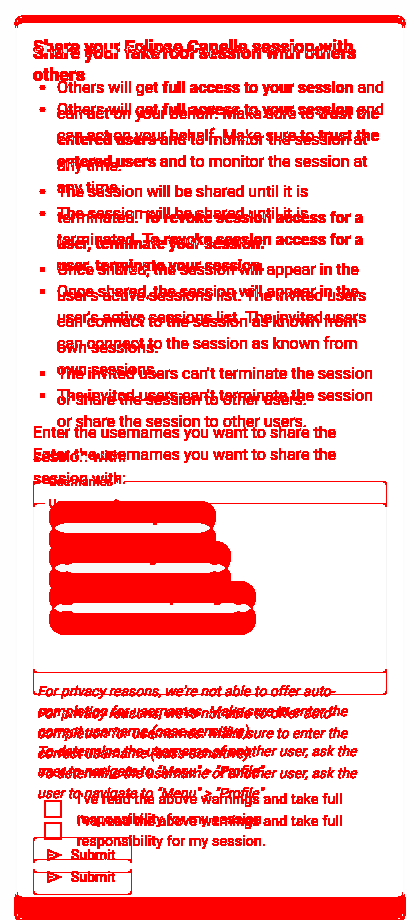 Share your Eclipse Capella session with
Share your fake tool session with others
others
• Others will get full access to your session and
• Others will get full access to your session and
can act on your behalf. Make sure to trust the
can act on your behalf. Make sure to trust the
entered users and to monitor the session at
entered users and to monitor the session at
any time.
any time.
• The session will be shared until it is
• The session will be shared until it is
terminated. To revoke session access for a
terminated. To revoke session access for a
user, terminate your session.
user, terminate your session.
• Once shared, the session will appear in the
• Once shared, the session will appear in the
user's active sessions list. The invited users
user's active sessions list. The invited users
can connect to the session as known from
can connect to the session as known from
own sessions.
own sessions.
• The invited users can't terminate the session
• The invited users can't terminate the session
or share the session to other users.
or share the session to other users.
Enter the usernames you want to share the
Enter the usernames you want to share the
session with:
session with:
Usernames *
For privacy reasons, we're not able to offer auto-
For privacy reasons, we're not able to offer auto-
completion for usernames. Make sure to enter the
completion for usernames. Make sure to enter the
correct username (case-sensitive).
correct username (case-sensitive).
To determine the username of another user, ask the
To determine the username of another user, ask the
user to navigate to "Menu" > "Profile"
user to navigate to "Menu" > "Profile"
I've read the above warnings and take full
I've read the above warnings and take full
responsibility for my session.
responsibility for my session.
Submit
Submit